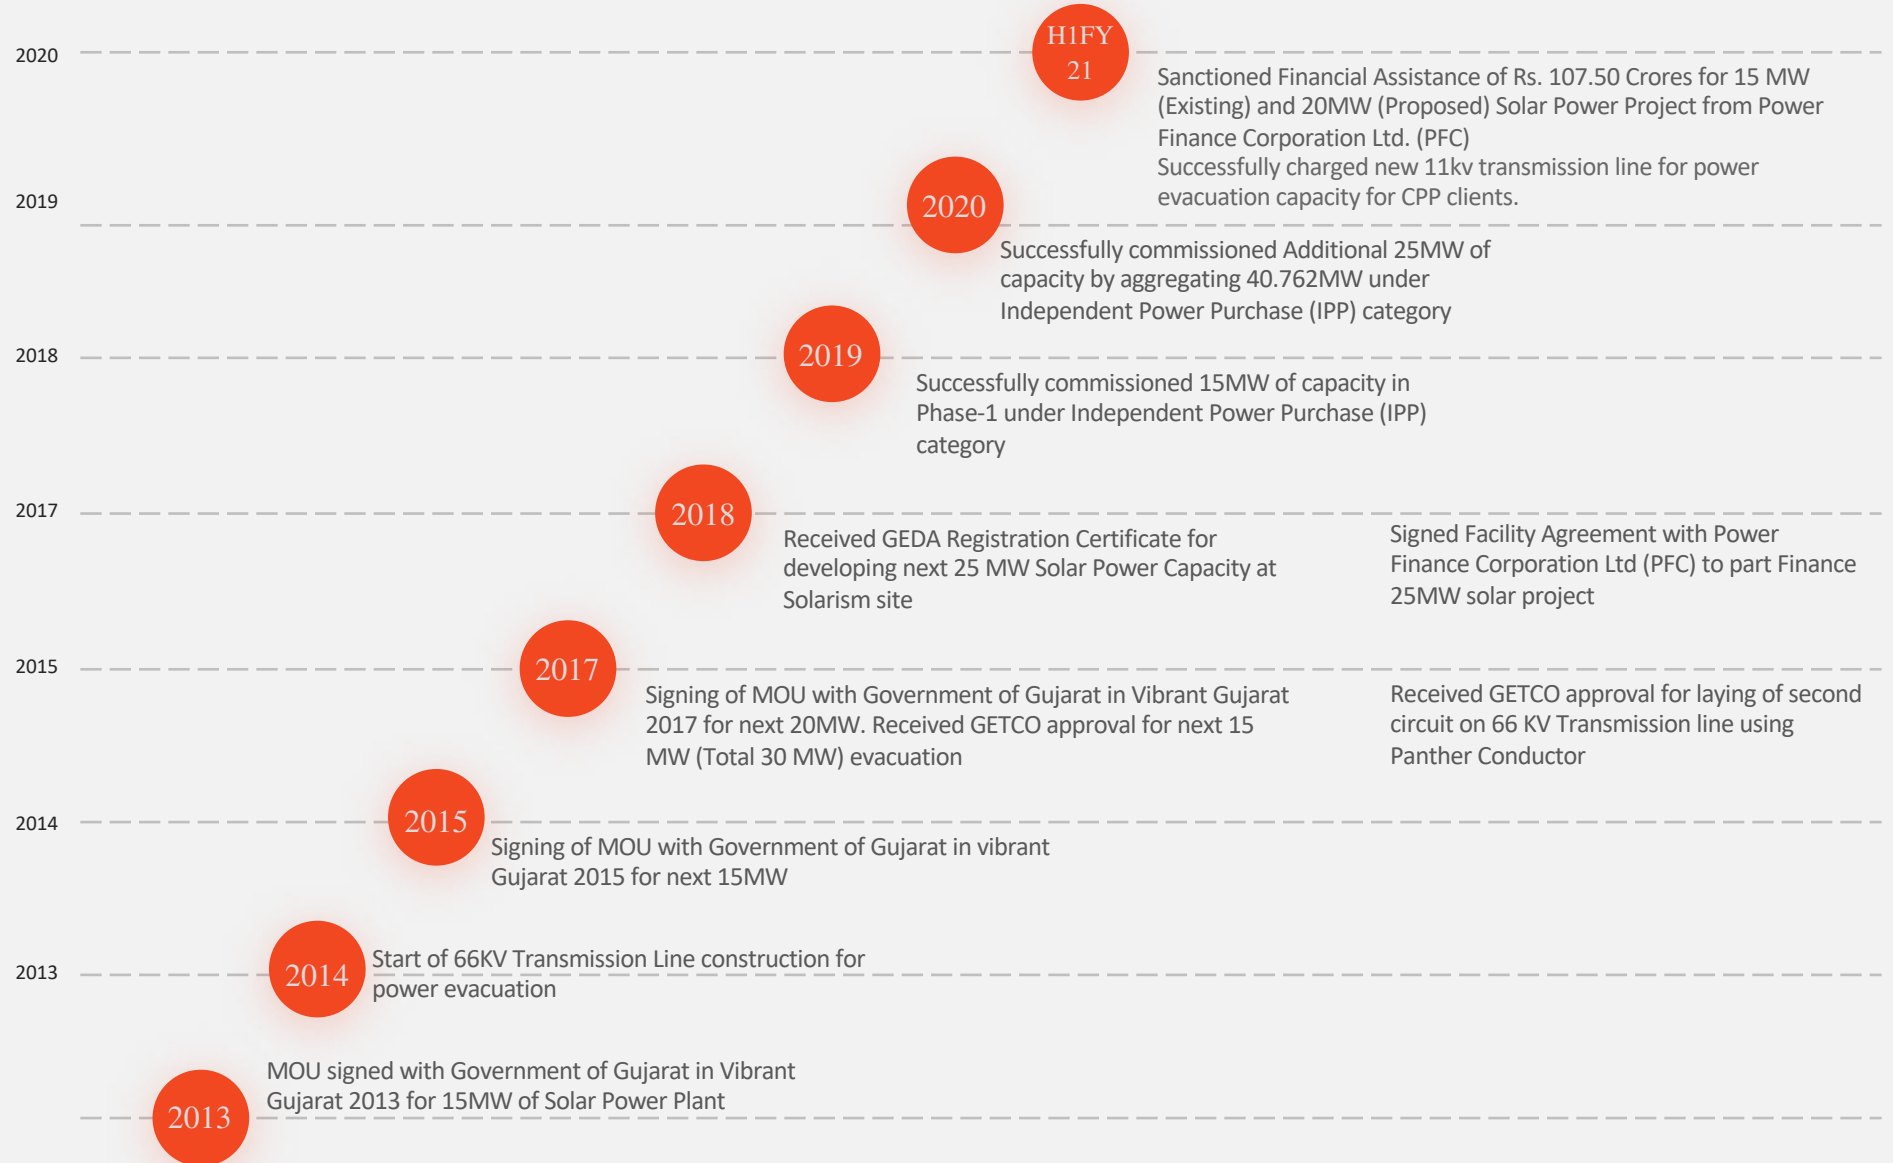 2020
H1FY
21
Sanctioned Financial Assistance of Rs. 107.50 Crores for 15 MW
(Existing) and 20MW (Proposed) Solar Power Project from Power
Finance Corporation Ltd. (PFC)
Successfully charged new 11kv transmission line for power
evacuation capacity for CPP clients.
2019
2020
Successfully commissioned Additional 25MW of
capacity by aggregating 40.762MW under
Independent Power Purchase (IPP) category
2018
2019
Successfully commissioned 15MW of capacity in
Phase-1 under Independent Power Purchase (IPP)
category
2017
2018
Received GEDA Registration Certificate for
developing next 25 MW Solar Power Capacity at
Solarism site
Signed Facility Agreement with Power
Finance Corporation Ltd (PFC) to part Finance
25MW solar project
2015
2017
Signing of MOU with Government of Gujarat in Vibrant Gujarat
2017 for next 20MW. Received GETCO approval for next 15
MW (Total 30 MW) evacuation
Received GETCO approval for laying of second
circuit on 66 KV Transmission line using
Panther Conductor
2014
2015
Signing of MOU with Government of Gujarat in vibrant
Gujarat 2015 for next 15MW
2013
2014
Start of 66KV Transmission Line construction for
power evacuation
2013
MOU signed with Government of Gujarat in Vibrant
Gujarat 2013 for 15MW of Solar Power Plant